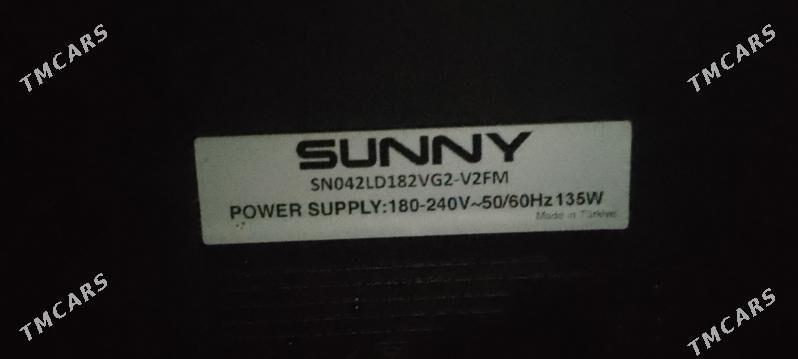 TMCARS
TMCARS
SUNNY
SN042LD182VG2-V2FM
POWER SUPPLY:180-240V~50/60Hz 135W
Made in Türkiye
TMCARS
TMCARS